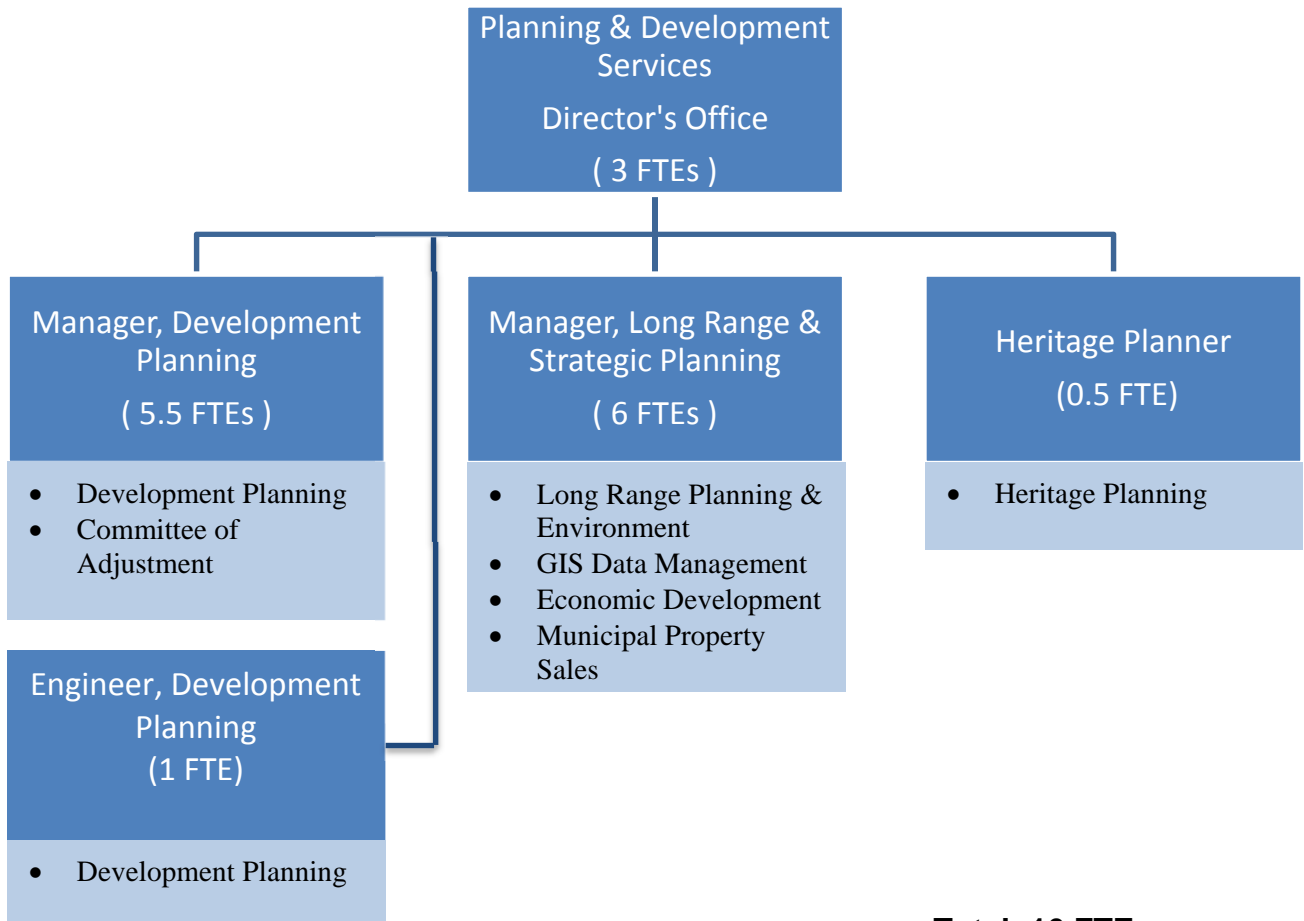 Planning & Development
Services
Director's Office
( 3 FTEs )
Manager, Development
Planning
( 5.5 FTEs )
• Development Planning
• Committee of
Adjustment
Engineer, Development
Planning
(1 FTE)
• Development Planning
Manager, Long Range &
Strategic Planning
( 6 FTEs )
• Long Range Planning &
Environment
• GIS Data Management
• Economic Development
• Municipal Property
Sales
Heritage Planner
(0.5 FTE)
• Heritage Planning